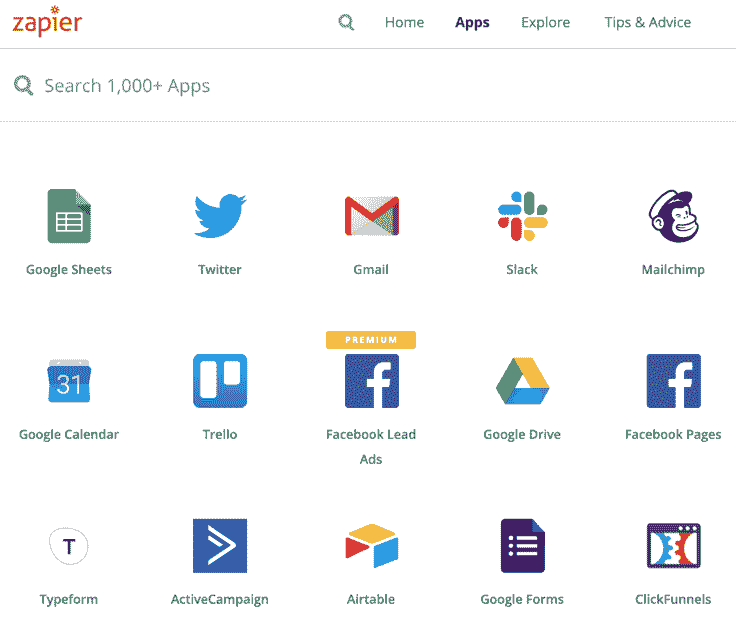 zapier Home Apps Explore Tips & Advice
Search 1,000+ Apps
Google Sheets Twitter Gmail Slack Mailchimp
PREMIUM
31
Google Calendar Trello Facebook Lead Ads Google Drive Facebook Pages
T
Typeform ActiveCampaign Airtable Google Forms ClickFunnels